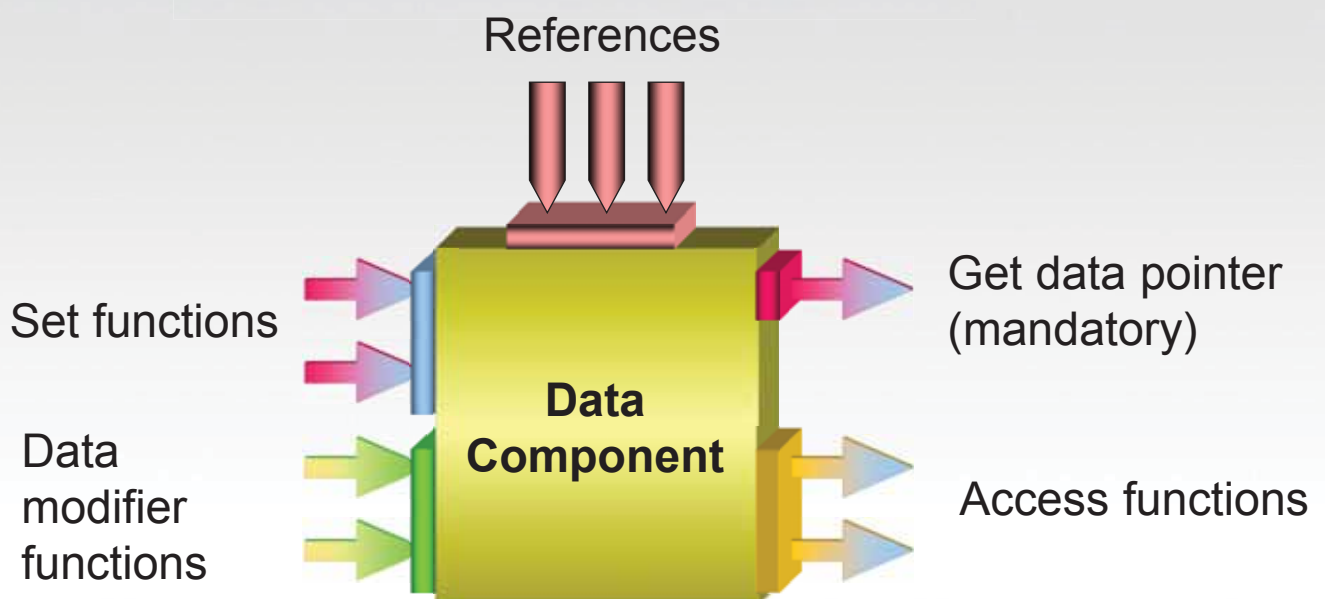 References
Set functions
Get data pointer
(mandatory)
Data
Component
Data
modifier
functions
Access functions